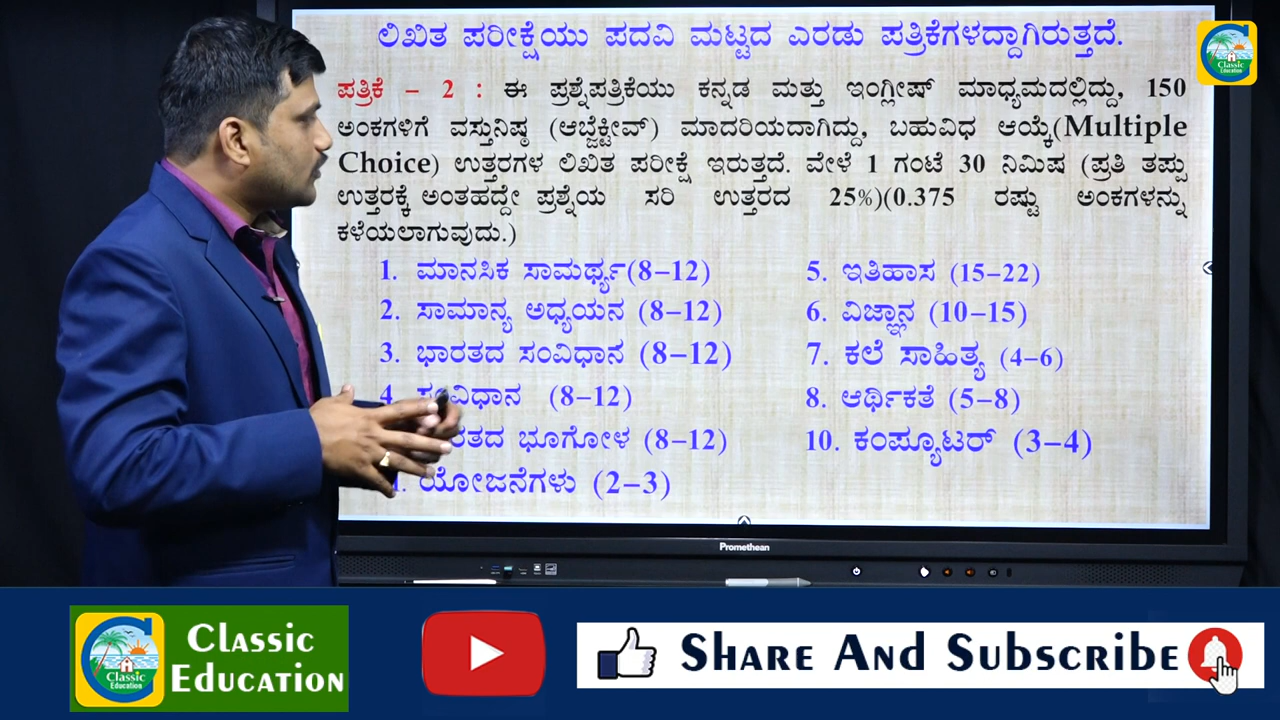 ಲಿಖಿತ ಪರೀಕ್ಷೆಯು ಪದವಿ ಮಟ್ಟದ ಎರಡು ಪತ್ರಿಕೆಗಳದ್ದಾಗಿರುತ್ತದೆ.
Classic
Education
ಪತ್ರಿಕೆ – 2 : ಈ ಪ್ರಶ್ನೆಪತ್ರಿಕೆಯು ಕನ್ನಡ ಮತ್ತು ಇಂಗ್ಲೀಷ್ ಮಾಧ್ಯಮದಲ್ಲಿದ್ದು, 150
ಅಂಕಗಳಿಗೆ ವಸ್ತುನಿಷ್ಠ (ಆಬ್ಜೆಕ್ಟೀವ್) ಮಾದರಿಯದಾಗಿದ್ದು, ಬಹುವಿಧ ಆಯ್ಕೆ(Multiple
Choice) ಉತ್ತರಗಳ ಲಿಖಿತ ಪರೀಕ್ಷೆ ಇರುತ್ತದೆ. ವೇಳೆ 1 ಗಂಟೆ 30 ನಿಮಿಷ (ಪ್ರತಿ ತಪ್ಪು
ಉತ್ತರಕ್ಕೆ ಅಂತಹದ್ದೇ ಪ್ರಶ್ನೆಯ ಸರಿ ಉತ್ತರದ 25%)(0.375 ರಷ್ಟು ಅಂಕಗಳನ್ನು
ಕಳೆಯಲಾಗುವುದು.)
1. ಮಾನಸಿಕ ಸಾಮರ್ಥ್ಯ(8–12)
2. ಸಾಮಾನ್ಯ ಅಧ್ಯಯನ (8–12)
3. ಭಾರತದ ಸಂವಿಧಾನ (8–12)
4 ಸಂವಿಧಾನ (8–12)
ಭೂಗೋಳ (8–12)
ಯೋಜನೆಗಳು (2–3)
5. ಇತಿಹಾಸ (15–22)
6. ವಿಜ್ಞಾನ (10–15)
7. ಕಲೆ ಸಾಹಿತ್ಯ (4–6)
8. ಆರ್ಥಿಕತೆ (5–8)
10. ಕಂಪ್ಯೂಟರ್ (3–4)
Promethean
Classic
Education
Classic
Education
Share And Subscribe